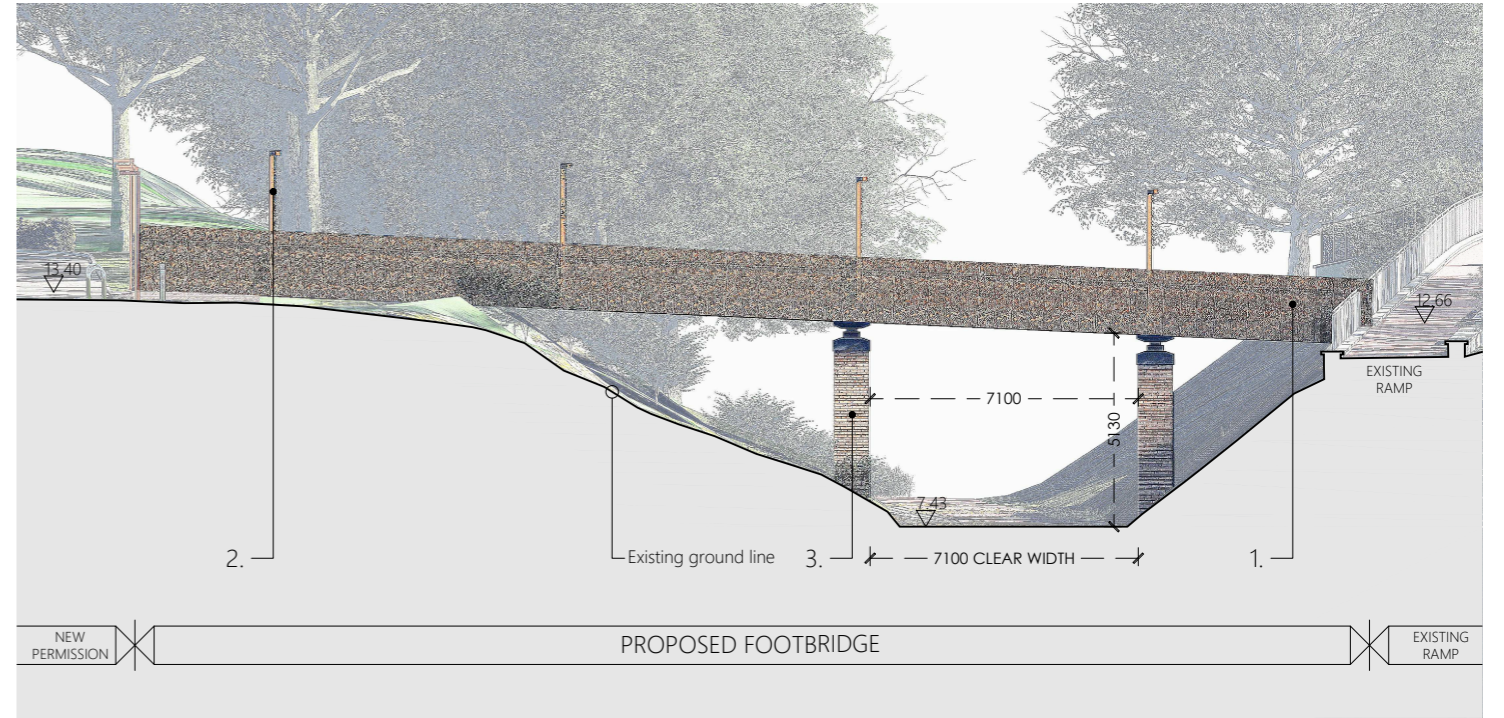 13.40
12.66
EXISTING
RAMP
7100
5130
7.43
2.
Existing ground line
3.
7100 CLEAR WIDTH
1.
NEW
PERMISSION
PROPOSED FOOTBRIDGE
EXISTING
RAMP